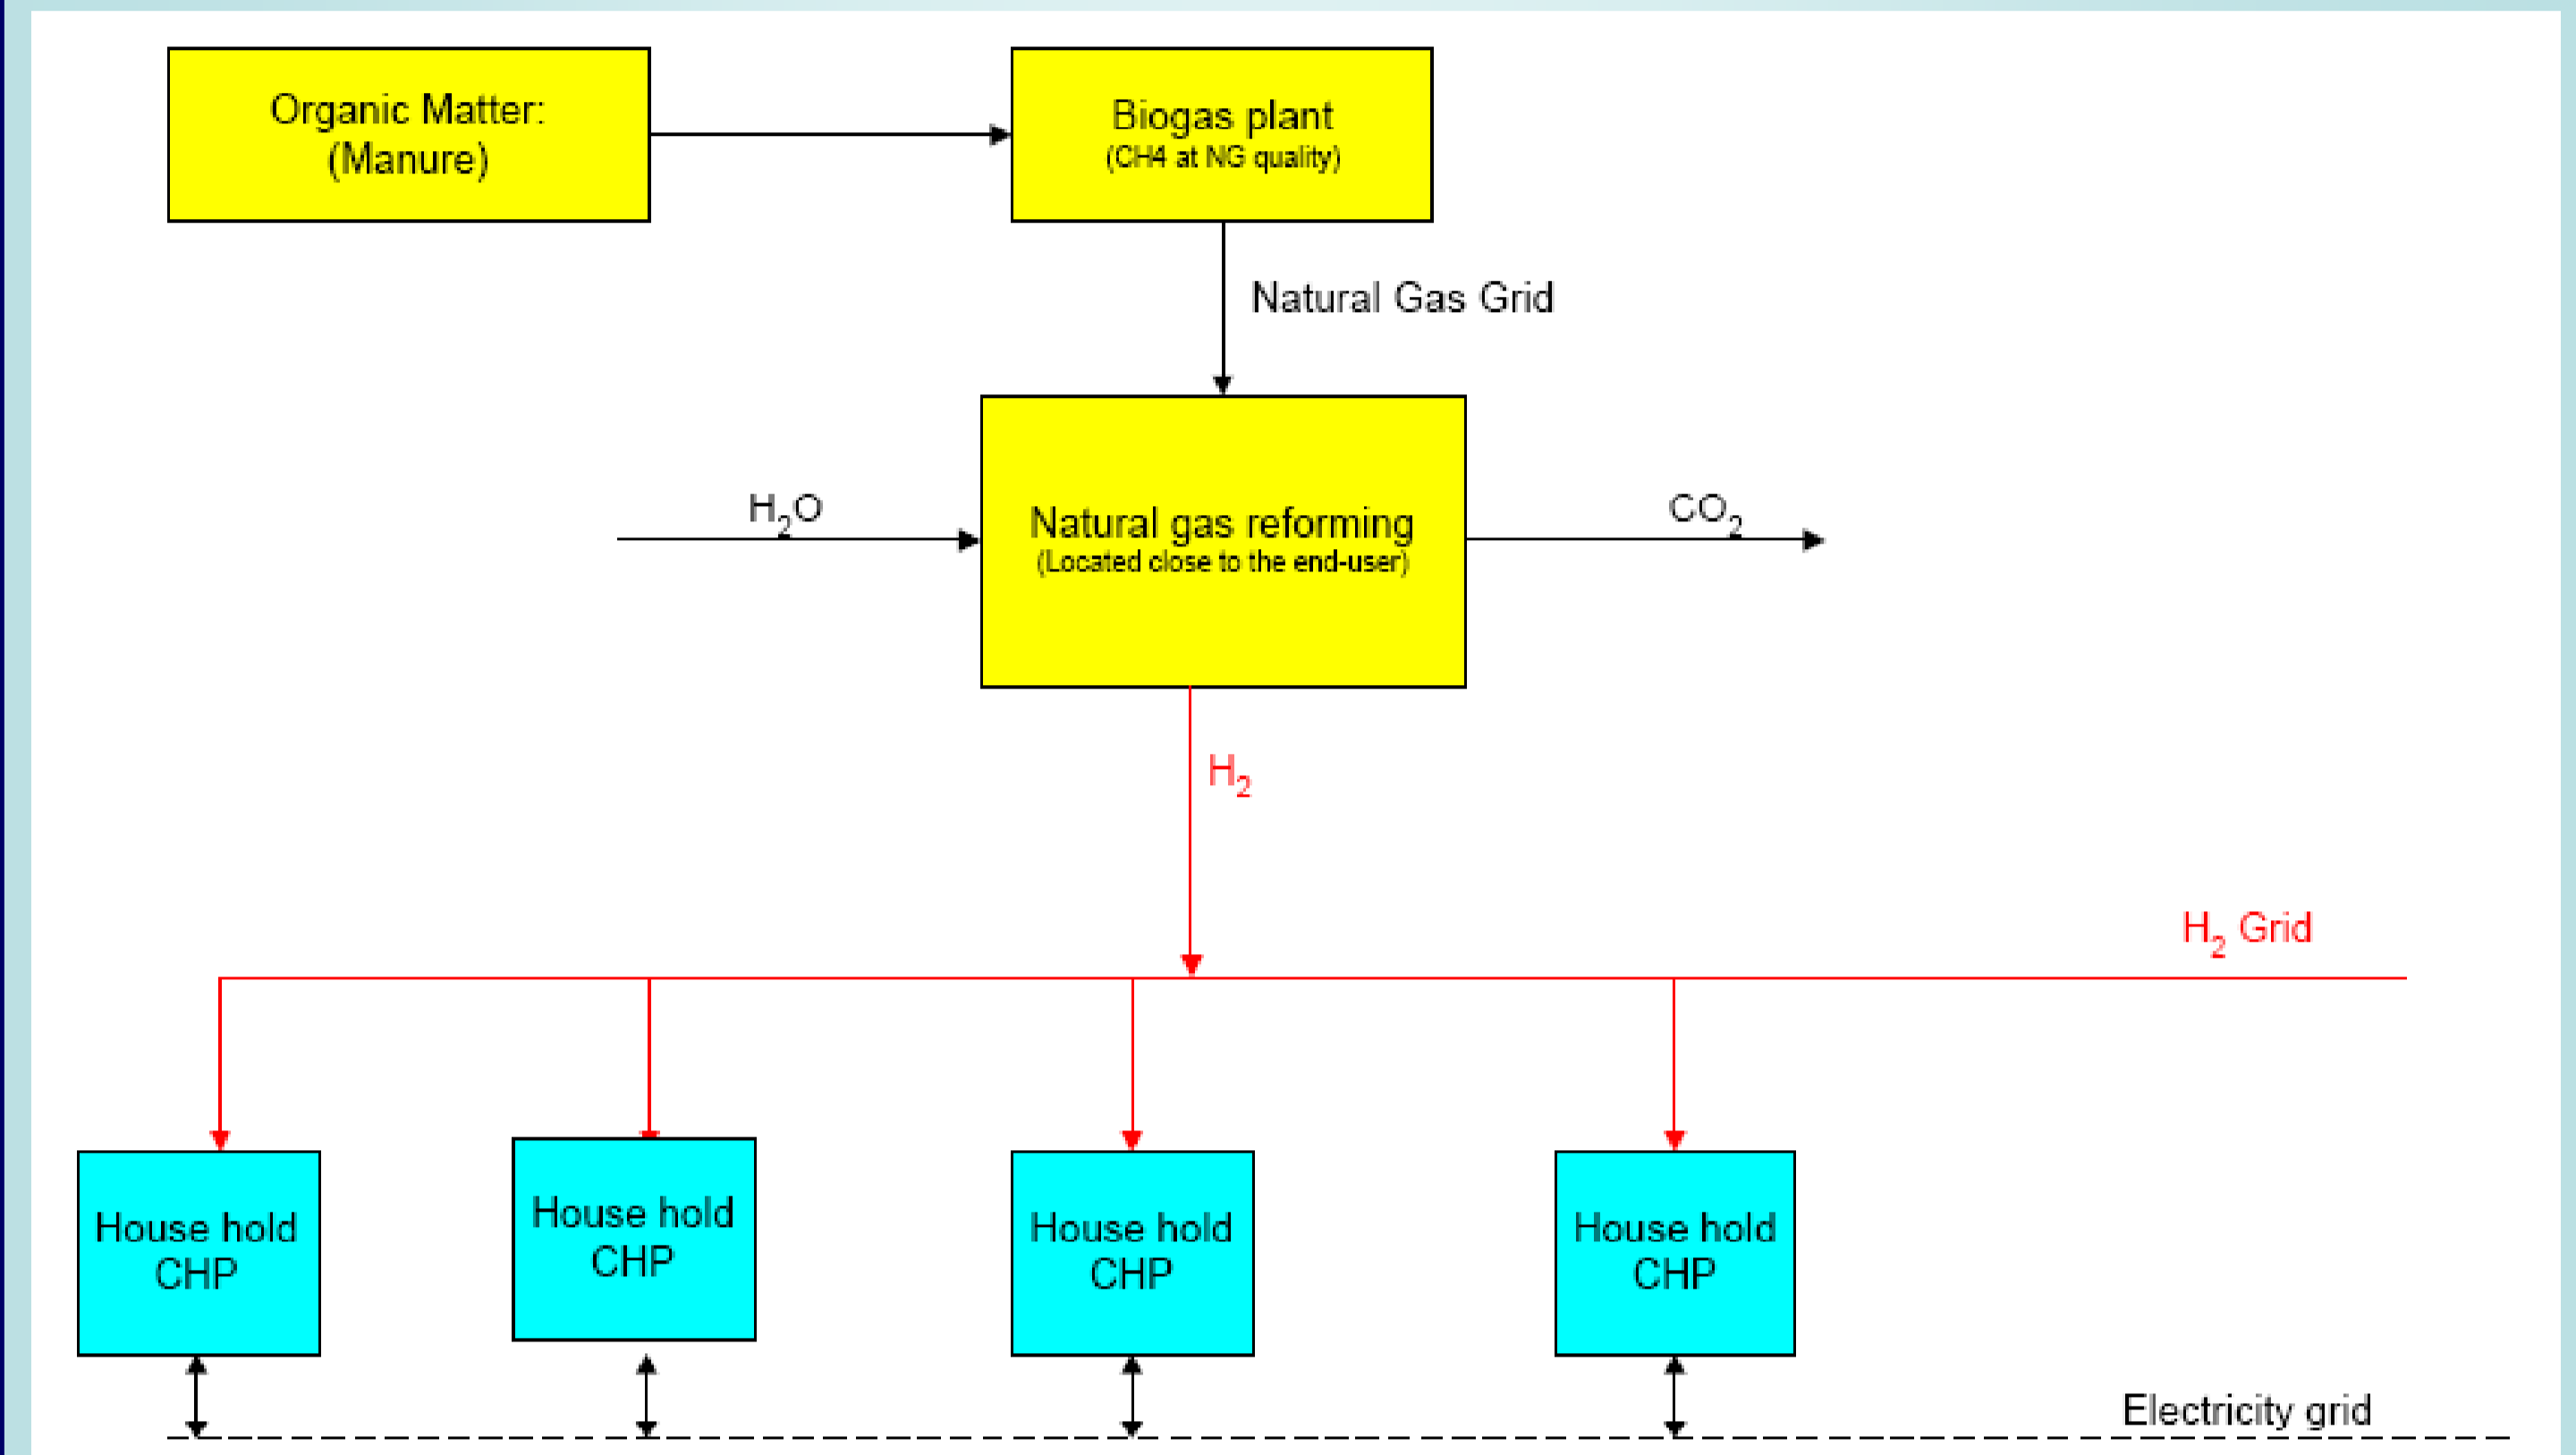 Organic Matter:
(Manure)
Biogas plant
(CH4 at NG quality)
Natural Gas Grid
H₂O
Natural gas reforming
(Located close to the end-user)
CO₂
H₂
H₂ Grid
House hold
CHP
House hold
CHP
House hold
CHP
House hold
CHP
Electricity grid